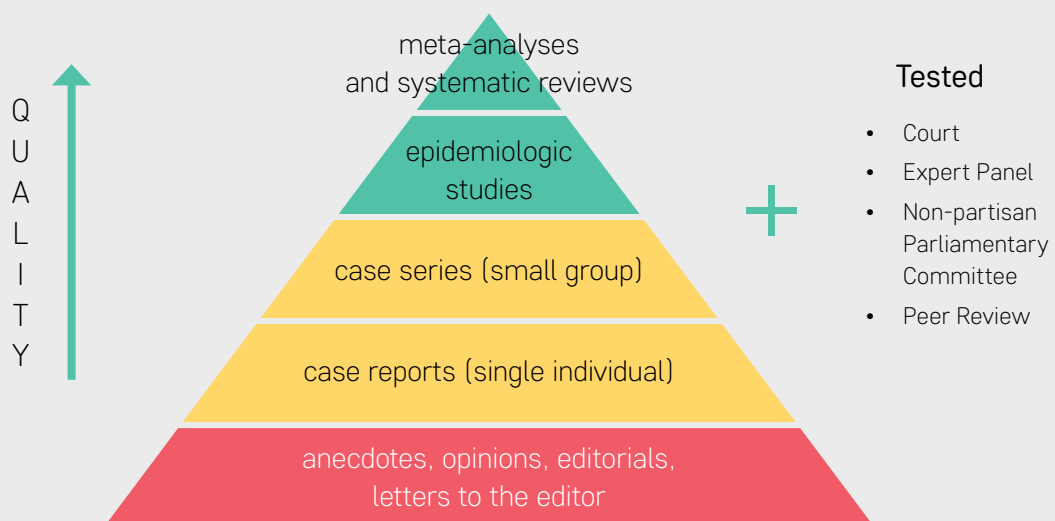 QUALITY
meta-analyses
and systematic reviews
epidemiologic
studies
case series (small group)
case reports (single individual)
anecdotes, opinions, editorials,
letters to the editor
Tested
• Court
• Expert Panel
• Non-partisan
Parliamentary
Committee
• Peer Review